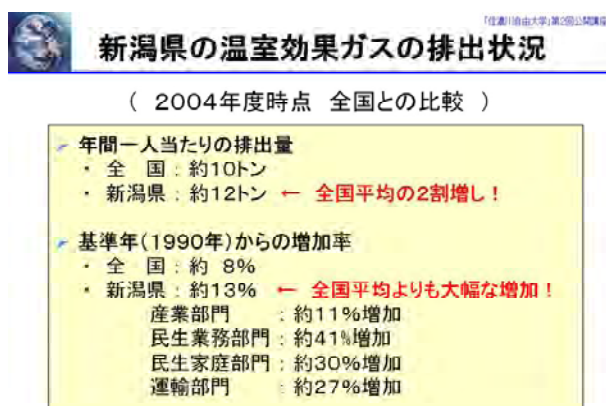 「信濃川自由大学」第2回公開講座
新潟県の温室効果ガスの排出状況
( 2004年度時点 全国との比較 )
年間一人当たりの排出量
・ 全 国：約10トン
・ 新潟県：約12トン ← 全国平均の2割増し！
基準年(1990年)からの増加率
・ 全 国：約 8%
・ 新潟県：約13% ← 全国平均よりも大幅な増加！
産業部門 ：約11%増加
民生業務部門：約41%増加
民生家庭部門：約30%増加
運輸部門 ：約27%増加